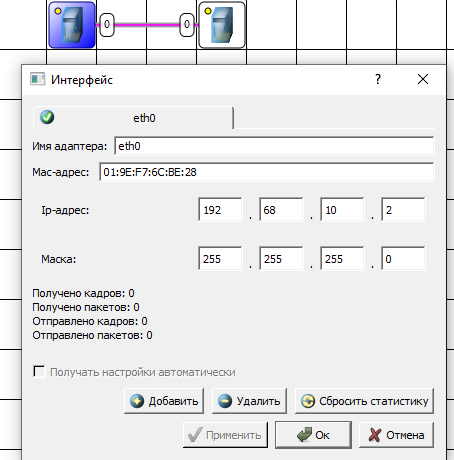 0 0
Интерфейс ?
eth0
Имя адаптера: eth0
Mac-адрес: 01:9E:F7:6C:BE:28
Ip-адрес: 192 . 68 . 10 . 2
Маска: 255 . 255 . 255 . 0
Получено кадров: 0
Получено пакетов: 0
Отправлено кадров: 0
Отправлено пакетов: 0
Получать настройки автоматически
Добавить Удалить Сбросить статистику
Применить Ок Отмена